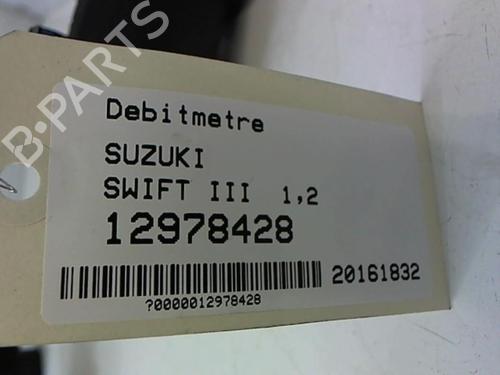 B-PARTS
Debitmetre
SUZUKI
SWIFT III 1,2
12978428
20161832
?0000012978428